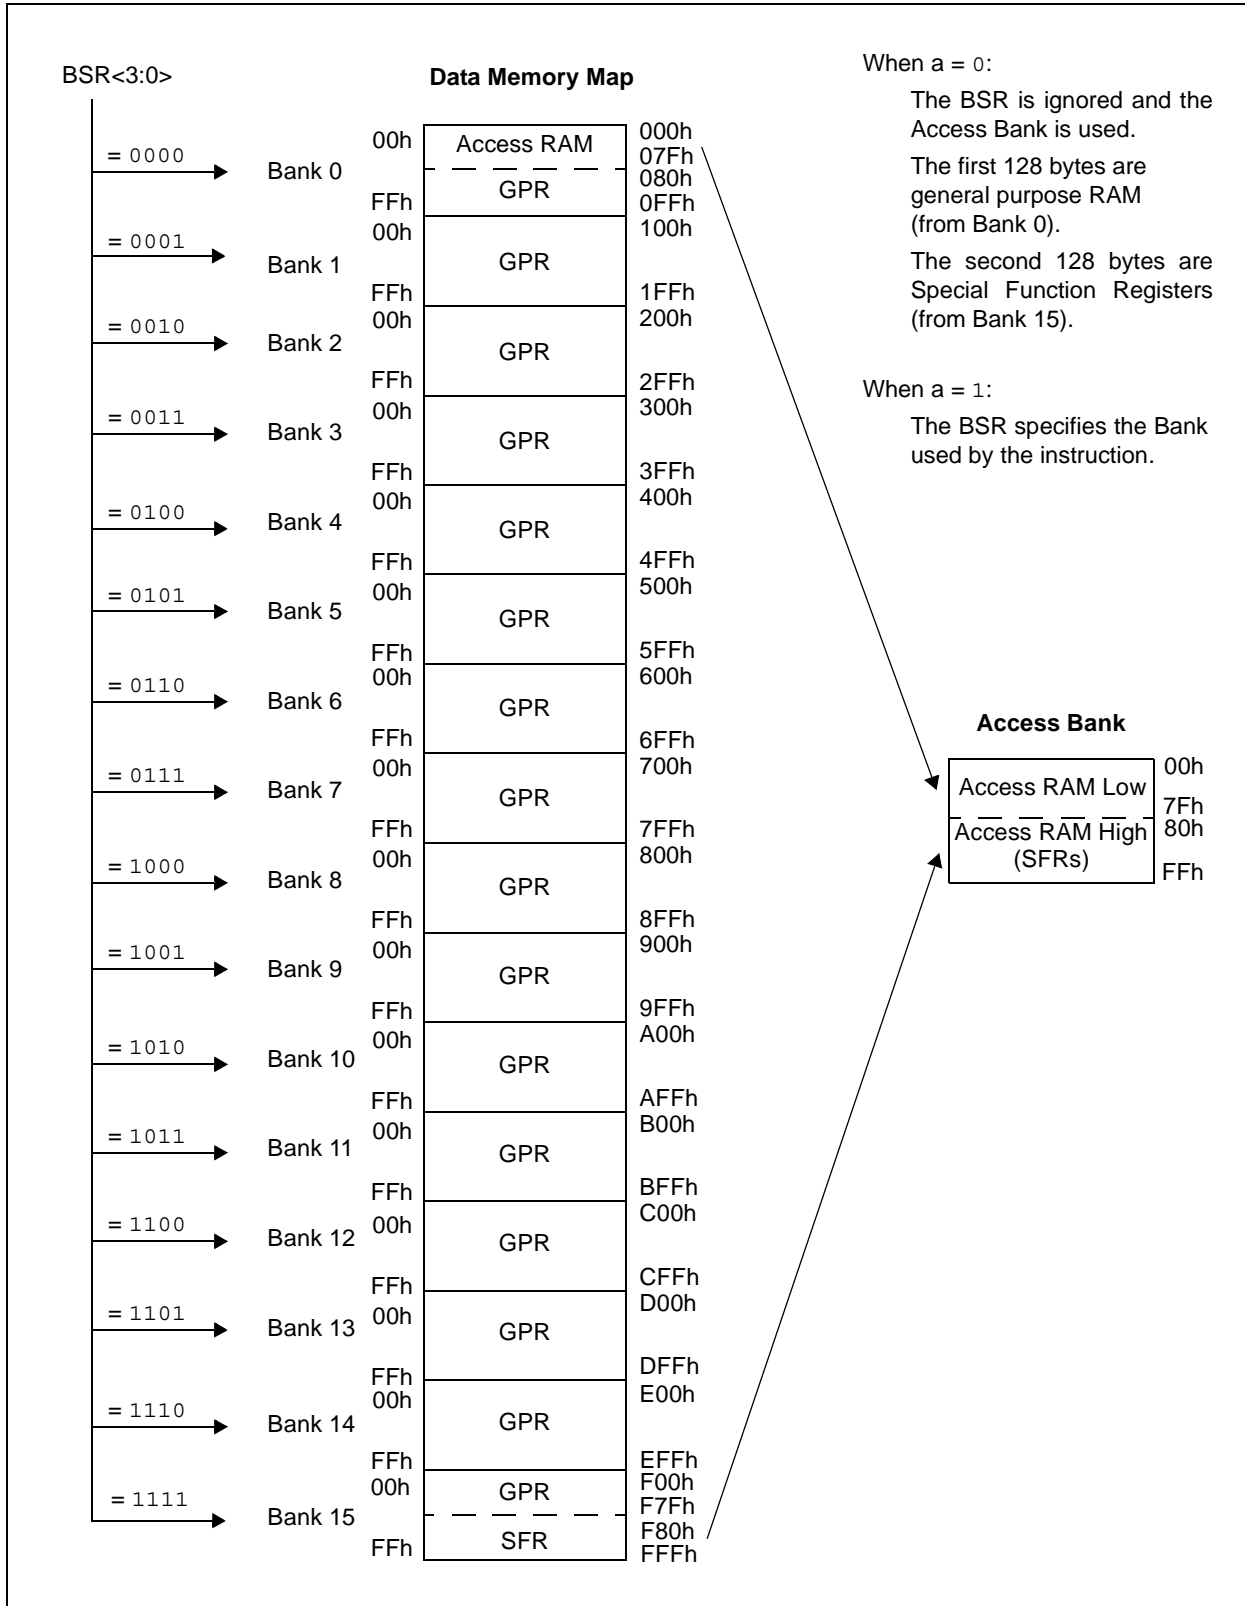 BSR<3:0>
Data Memory Map
When a = 0:
The BSR is ignored and the
Access Bank is used.
The first 128 bytes are
general purpose RAM
(from Bank 0).
The second 128 bytes are
Special Function Registers
(from Bank 15).
When a = 1:
The BSR specifies the Bank
used by the instruction.
= 0000
Bank 0
00h
FFh
Access RAM
GPR
000h
07Fh
080h
0FFh
= 0001
Bank 1
00h
FFh
GPR
100h
1FFh
= 0010
Bank 2
00h
FFh
GPR
200h
2FFh
= 0011
Bank 3
00h
FFh
GPR
300h
3FFh
= 0100
Bank 4
00h
FFh
GPR
400h
4FFh
= 0101
Bank 5
00h
FFh
GPR
500h
5FFh
= 0110
Bank 6
00h
FFh
GPR
600h
6FFh
= 0111
Bank 7
00h
FFh
GPR
700h
7FFh
= 1000
Bank 8
00h
FFh
GPR
800h
8FFh
= 1001
Bank 9
00h
FFh
GPR
900h
9FFh
= 1010
Bank 10
00h
FFh
GPR
A00h
AFFh
= 1011
Bank 11
00h
FFh
GPR
B00h
BFFh
= 1100
Bank 12
00h
FFh
GPR
C00h
CFFh
= 1101
Bank 13
00h
FFh
GPR
D00h
DFFh
= 1110
Bank 14
00h
FFh
GPR
E00h
EFFh
= 1111
Bank 15
00h
FFh
GPR
SFR
F00h
F7Fh
F80h
FFFh
Access Bank
Access RAM Low
Access RAM High
(SFRs)
00h
7Fh
80h
FFh